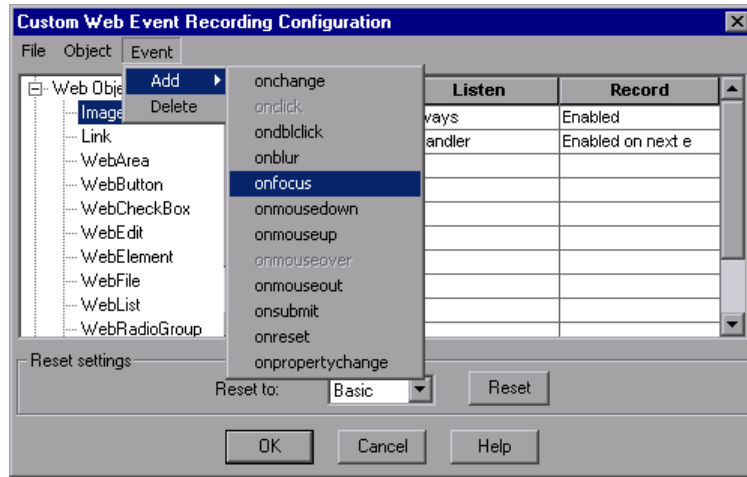 Custom Web Event Recording Configuration
File Object Event
Add
Delete
onchange
onclick
ondblclick
onblur
onfocus
onmousedown
onmouseup
onmouseover
onmouseout
onsubmit
onreset
onpropertychange
Listen Record
Web Obje
Image
ways Enabled
Link
andler Enabled on next e
WebArea
WebButton
WebCheckBox
WebEdit
WebElement
WebFile
WebList
WebRadioGroup
Reset settings
Reset to: Basic Reset
OK Cancel Help